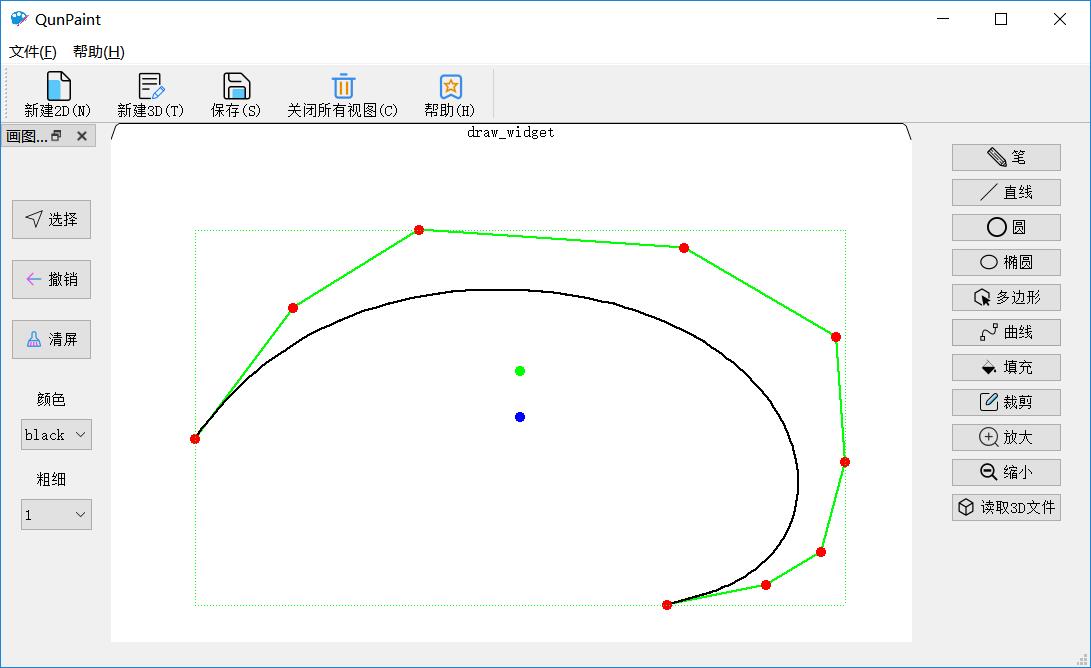 QunPaint
文件(F) 帮助(H)
新建2D(N) 新建3D(T) 保存(S) 关闭所有视图(C) 帮助(H)
画图...
draw_widget
选择
撤销
清屏
颜色
black
粗细
1
笔
直线
圆
椭圆
多边形
曲线
填充
裁剪
放大
缩小
读取3D文件